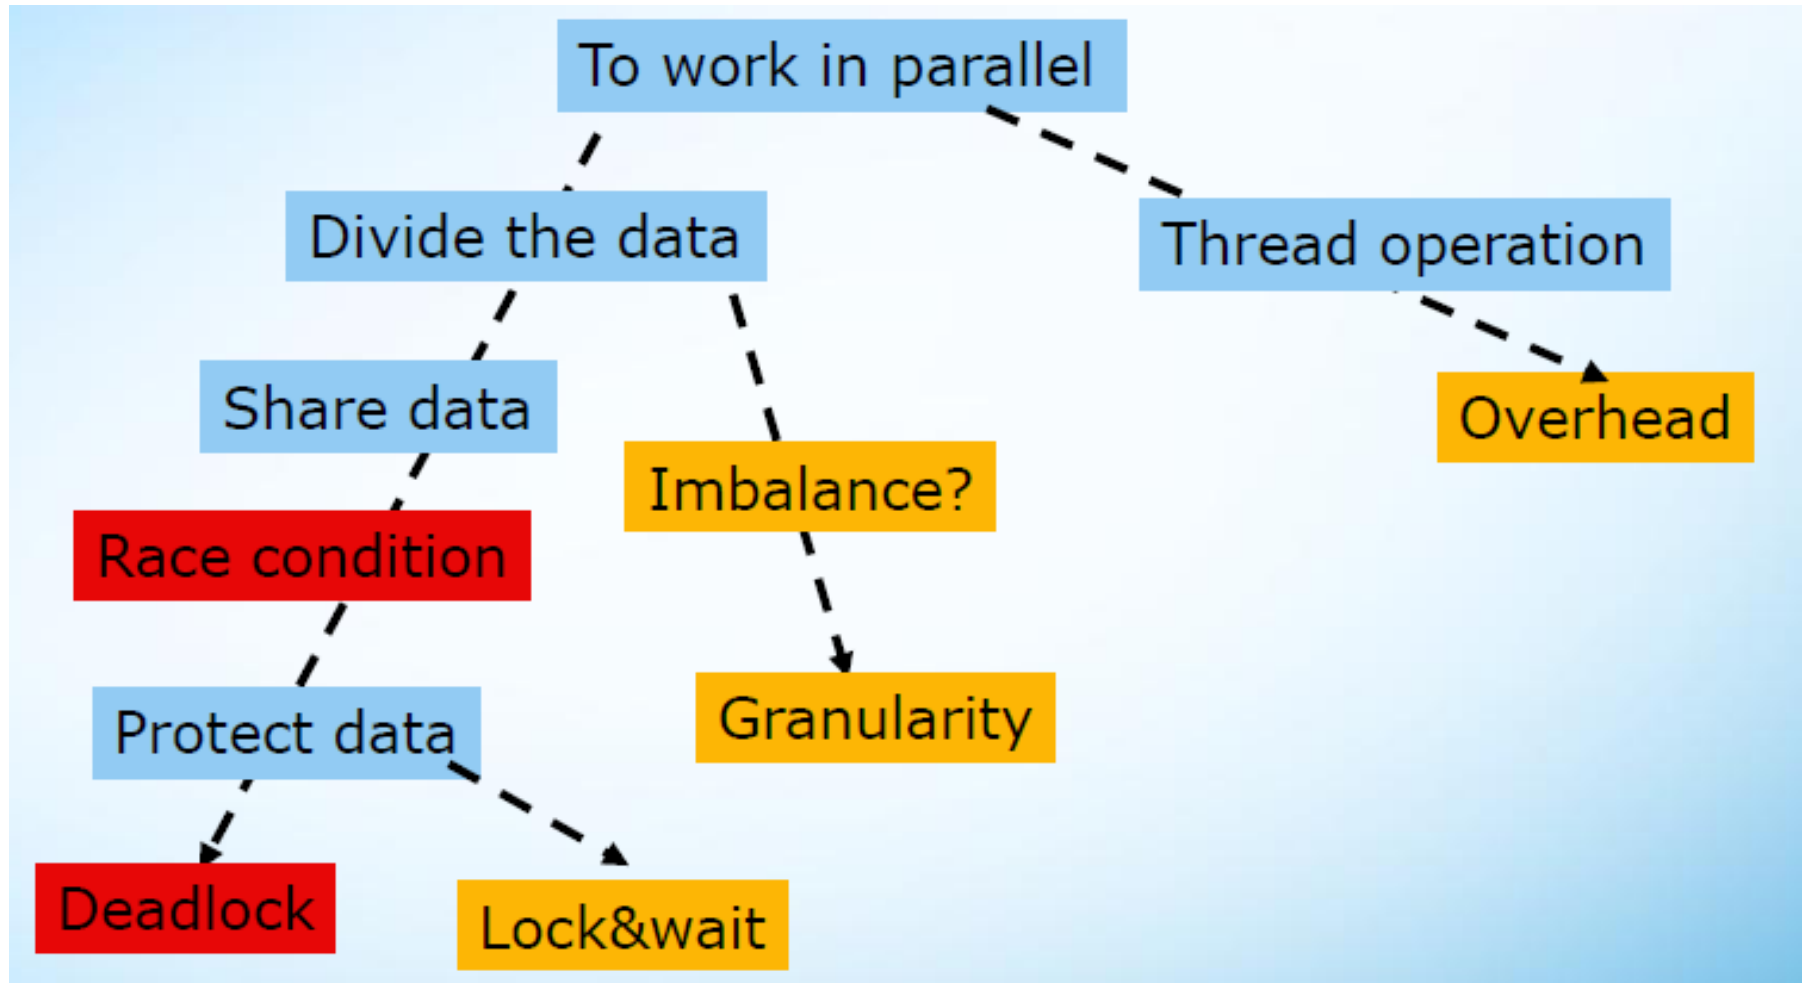 To work in parallel
Divide the data
Thread operation
Share data
Overhead
Imbalance?
Race condition
Granularity
Protect data
Deadlock
Lock&wait